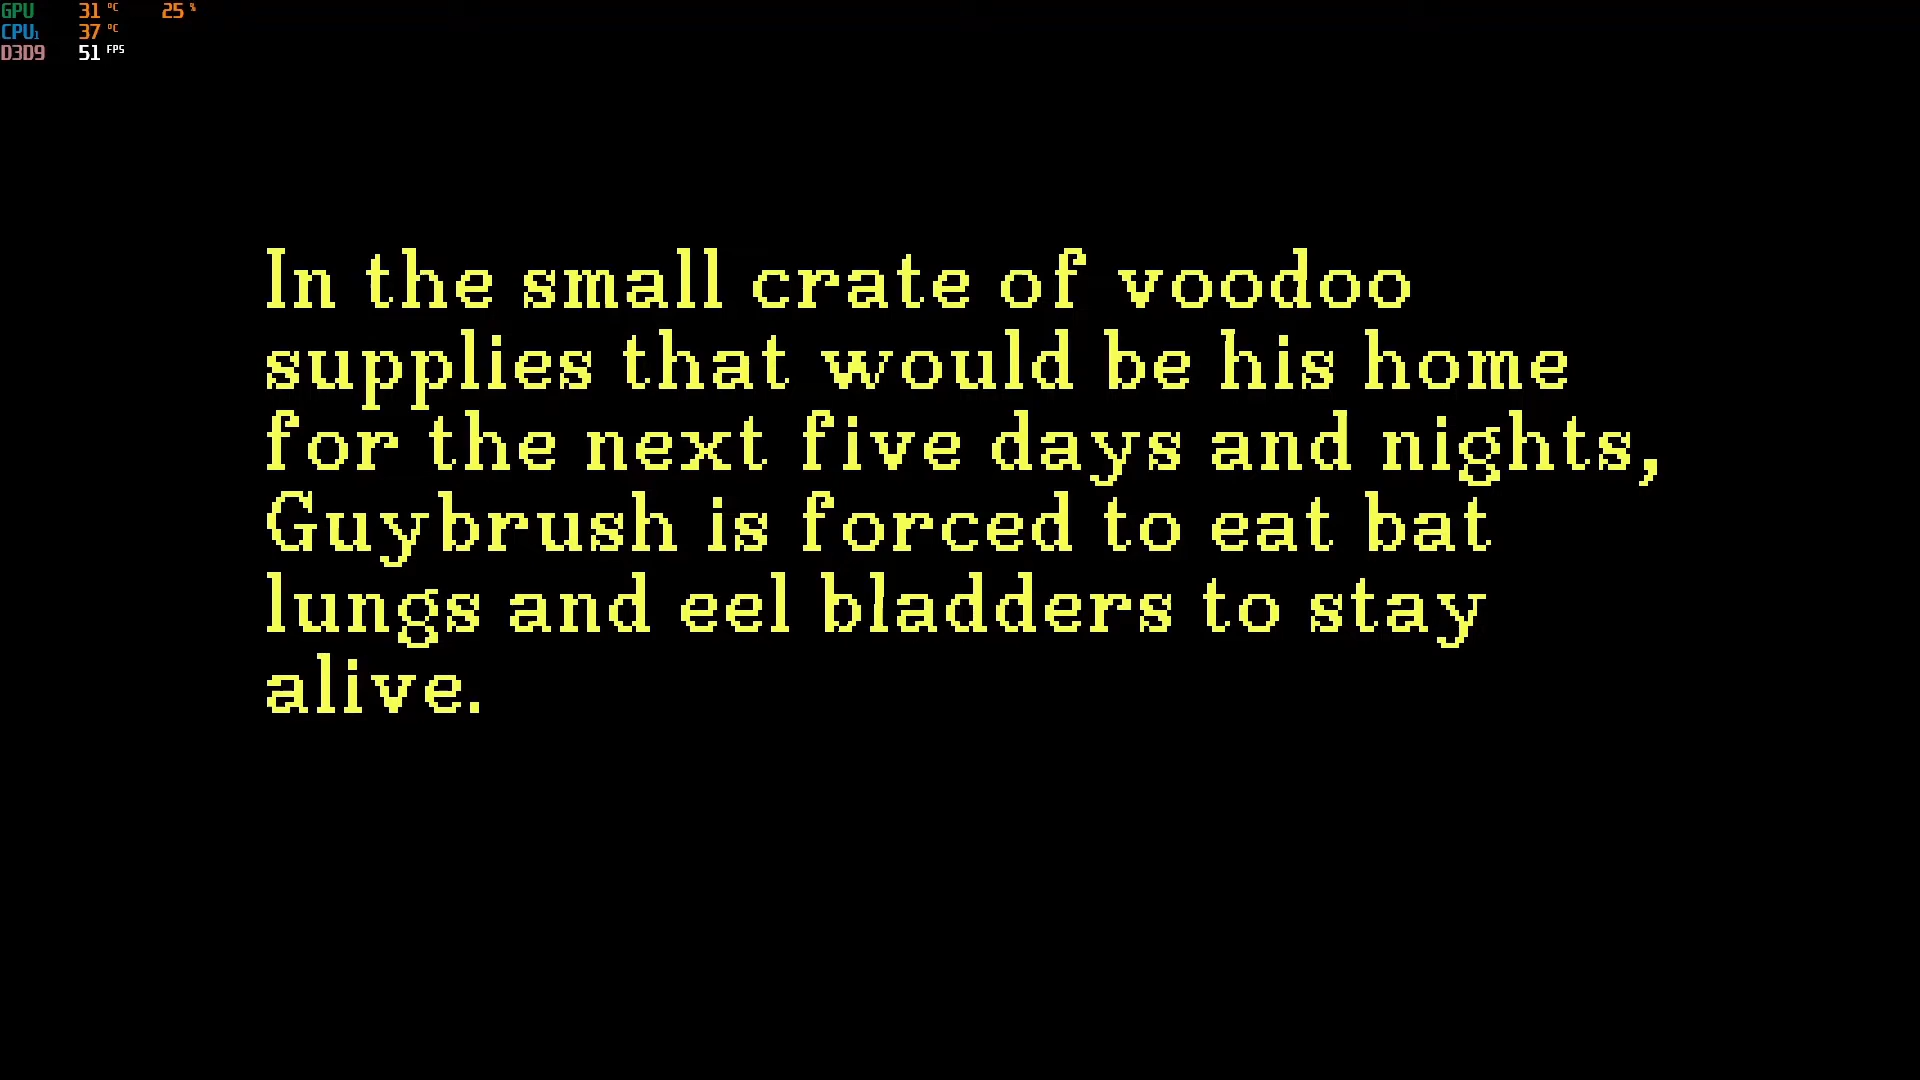 GPU 31 °C 25 %
CPU1 37 °C
D3D9 51 FPS
In the small crate of voodoo
supplies that would be his home
for the next five days and nights,
Guybrush is forced to eat bat
lungs and eel bladders to stay
alive.